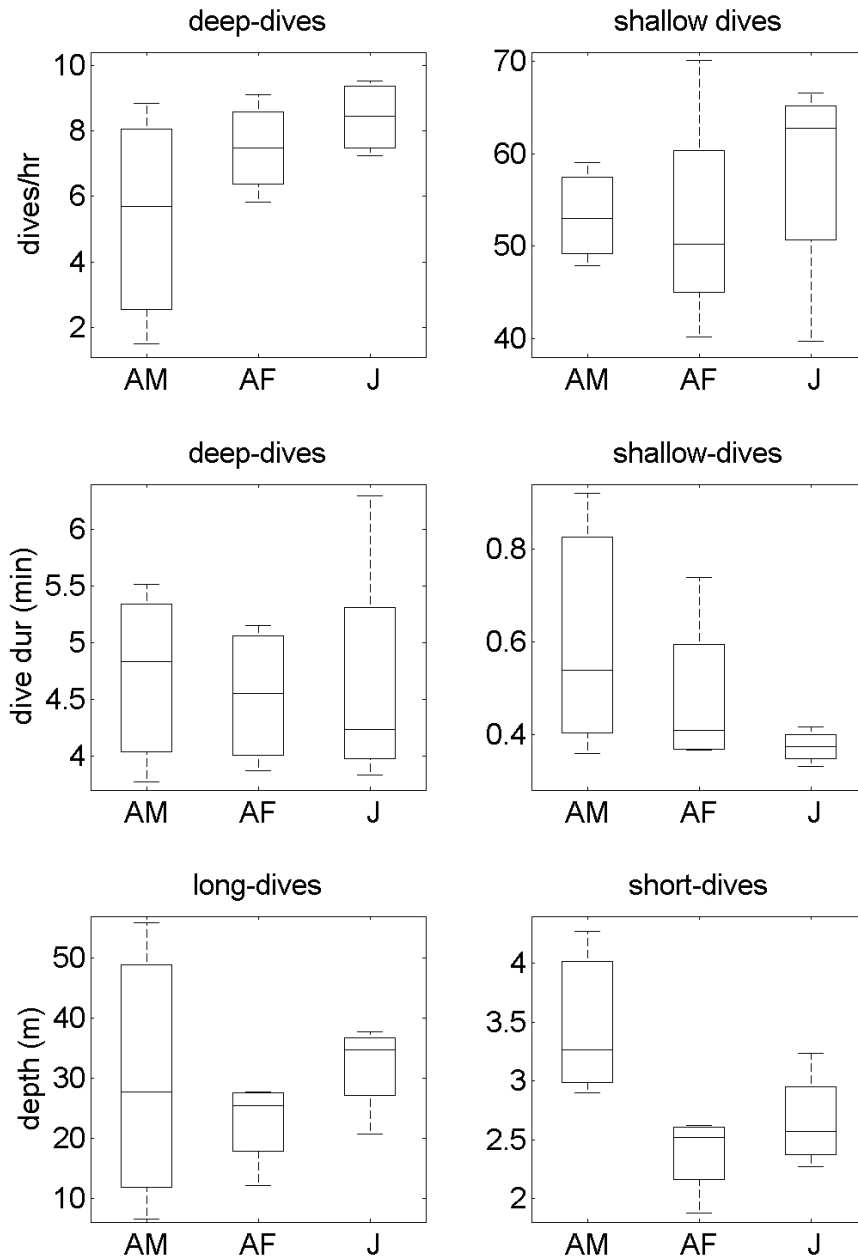 deep-dives
dives/hr
10
8
6
4
2
AM AF J
shallow dives
70
60
50
40
AM AF J
deep-dives
dive dur (min)
6
5.5
5
4.5
4
AM AF J
shallow-dives
0.8
0.6
0.4
AM AF J
long-dives
depth (m)
50
40
30
20
10
AM AF J
short-dives
4
3.5
3
2.5
2
AM AF J